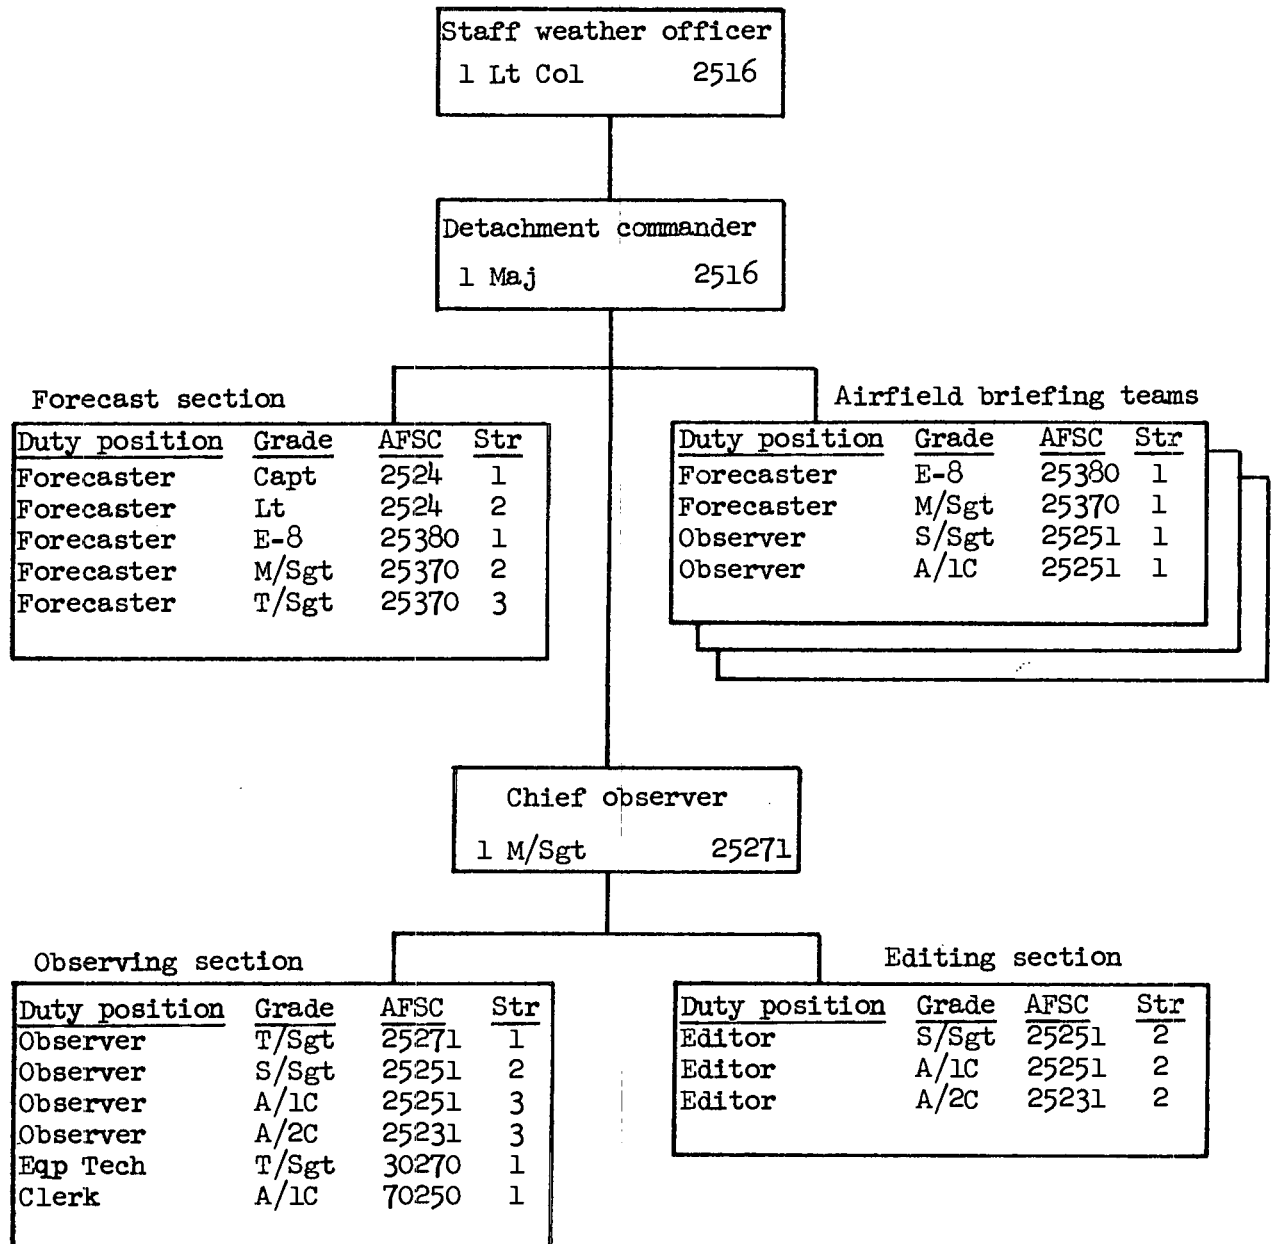 Staff weather officer
1 Lt Col 2516
Detachment commander
1 Maj 2516
Forecast section
Duty position Grade AFSC Str
Forecaster Capt 2524 1
Forecaster Lt 2524 2
Forecaster E-8 25380 1
Forecaster M/Sgt 25370 2
Forecaster T/Sgt 25370 3
Airfield briefing teams
Duty position Grade AFSC Str
Forecaster E-8 25380 1
Forecaster M/Sgt 25370 1
Observer S/Sgt 25251 1
Observer A/1C 25251 1
Chief observer
1 M/Sgt 25271
Observing section
Duty position Grade AFSC Str
Observer T/Sgt 25271 1
Observer S/Sgt 25251 2
Observer A/1C 25251 3
Observer A/2C 25231 3
Eqp Tech T/Sgt 30270 1
Clerk A/1C 70250 1
Editing section
Duty position Grade AFSC Str
Editor S/Sgt 25251 2
Editor A/1C 25251 2
Editor A/2C 25231 2